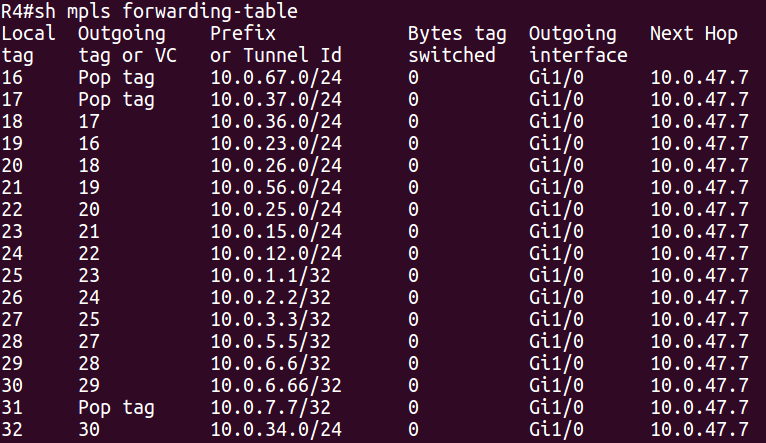 R4#sh mpls forwarding-table
Local  Outgoing    Prefix            Bytes tag  Outgoing   Next Hop
tag    tag or VC   or Tunnel Id      switched   interface
16     Pop tag     10.0.67.0/24      0          Gi1/0      10.0.47.7
17     Pop tag     10.0.37.0/24      0          Gi1/0      10.0.47.7
18     17          10.0.36.0/24      0          Gi1/0      10.0.47.7
19     16          10.0.23.0/24      0          Gi1/0      10.0.47.7
20     18          10.0.26.0/24      0          Gi1/0      10.0.47.7
21     19          10.0.56.0/24      0          Gi1/0      10.0.47.7
22     20          10.0.25.0/24      0          Gi1/0      10.0.47.7
23     21          10.0.15.0/24      0          Gi1/0      10.0.47.7
24     22          10.0.12.0/24      0          Gi1/0      10.0.47.7
25     23          10.0.1.1/32       0          Gi1/0      10.0.47.7
26     24          10.0.2.2/32       0          Gi1/0      10.0.47.7
27     25          10.0.3.3/32       0          Gi1/0      10.0.47.7
28     27          10.0.5.5/32       0          Gi1/0      10.0.47.7
29     28          10.0.6.6/32       0          Gi1/0      10.0.47.7
30     29          10.0.6.66/32      0          Gi1/0      10.0.47.7
31     Pop tag     10.0.7.7/32       0          Gi1/0      10.0.47.7
32     30          10.0.34.0/24      0          Gi1/0      10.0.47.7